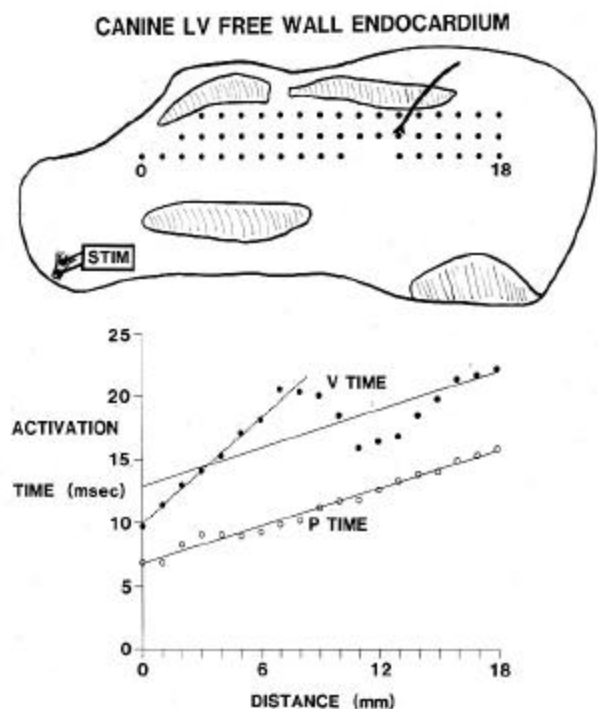 CANINE LV FREE WALL ENDOCARDIUM
0
18
STIM
25
20
V TIME
ACTIVATION
15
TIME (msec)
10
P TIME
5
0
0
6
12
18
DISTANCE (mm)